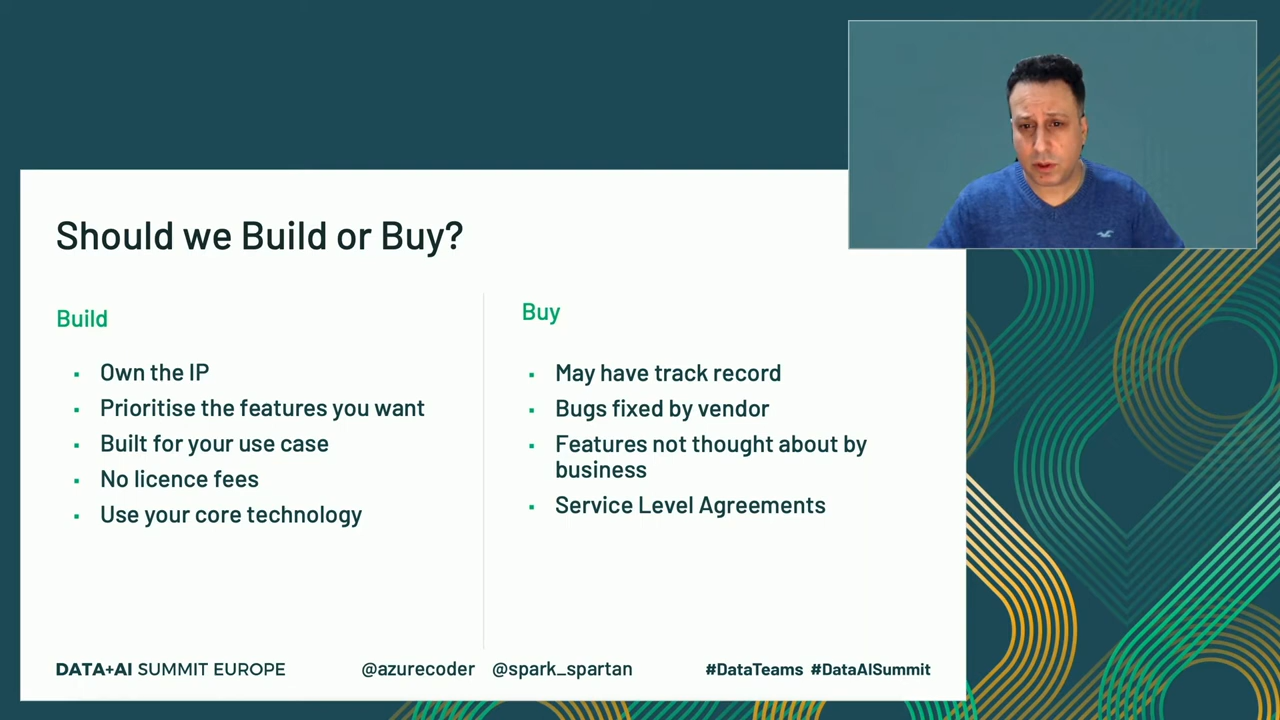 Should we Build or Buy?
Build
Own the IP
Prioritise the features you want
Built for your use case
No licence fees
Use your core technology
Buy
May have track record
Bugs fixed by vendor
Features not thought about by
business
Service Level Agreements
DATA+AI SUMMIT EUROPE
@azurecoder @spark_spartan
#DataTeams #DataAISummit